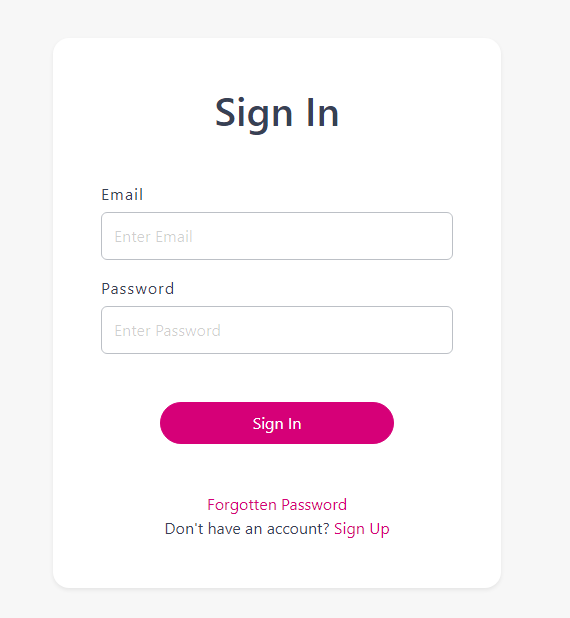 Sign In
Email
Enter Email
Password
Enter Password
Sign In
Forgotten Password
Don't have an account? Sign Up